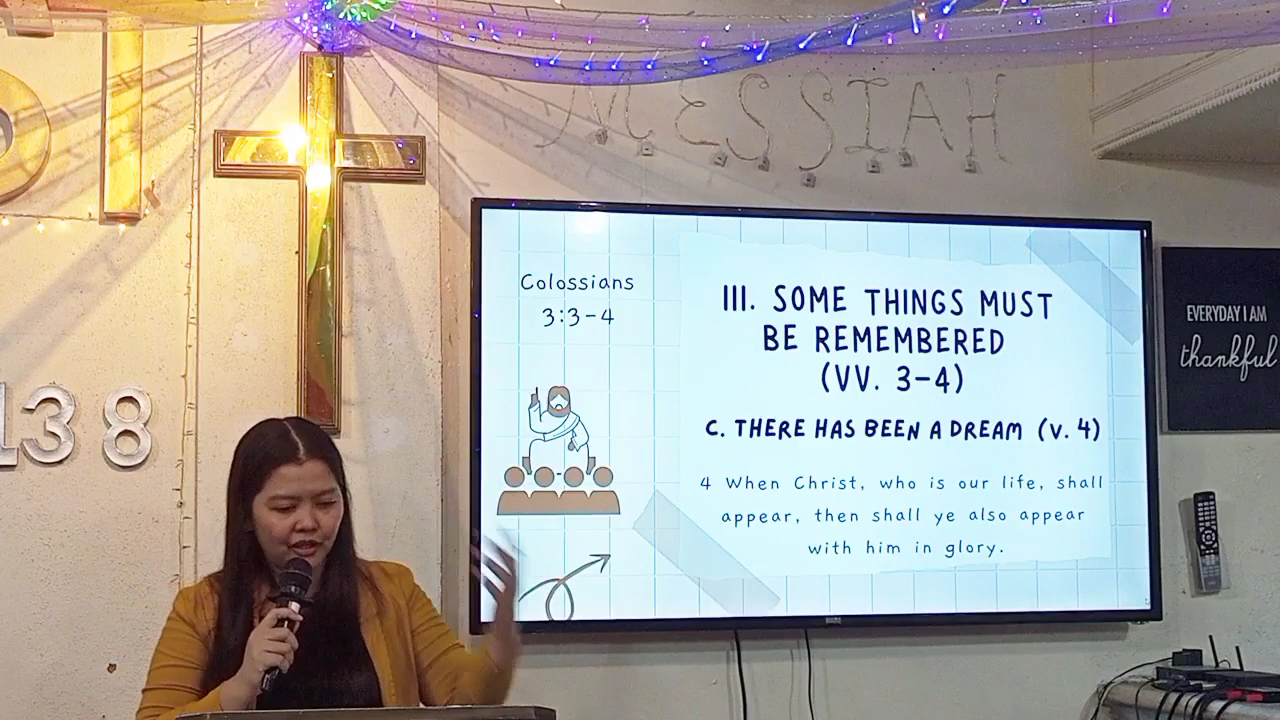 MESSIAH
138
Colossians
3:3-4
III. SOME THINGS MUST
BE REMEMBERED
(VV. 3-4)
C. THERE HAS BEEN A DREAM (V. 4)
4 When Christ, who is our life, shall
appear, then shall ye also appear
with him in glory.
EVERYDAY I AM
thankful